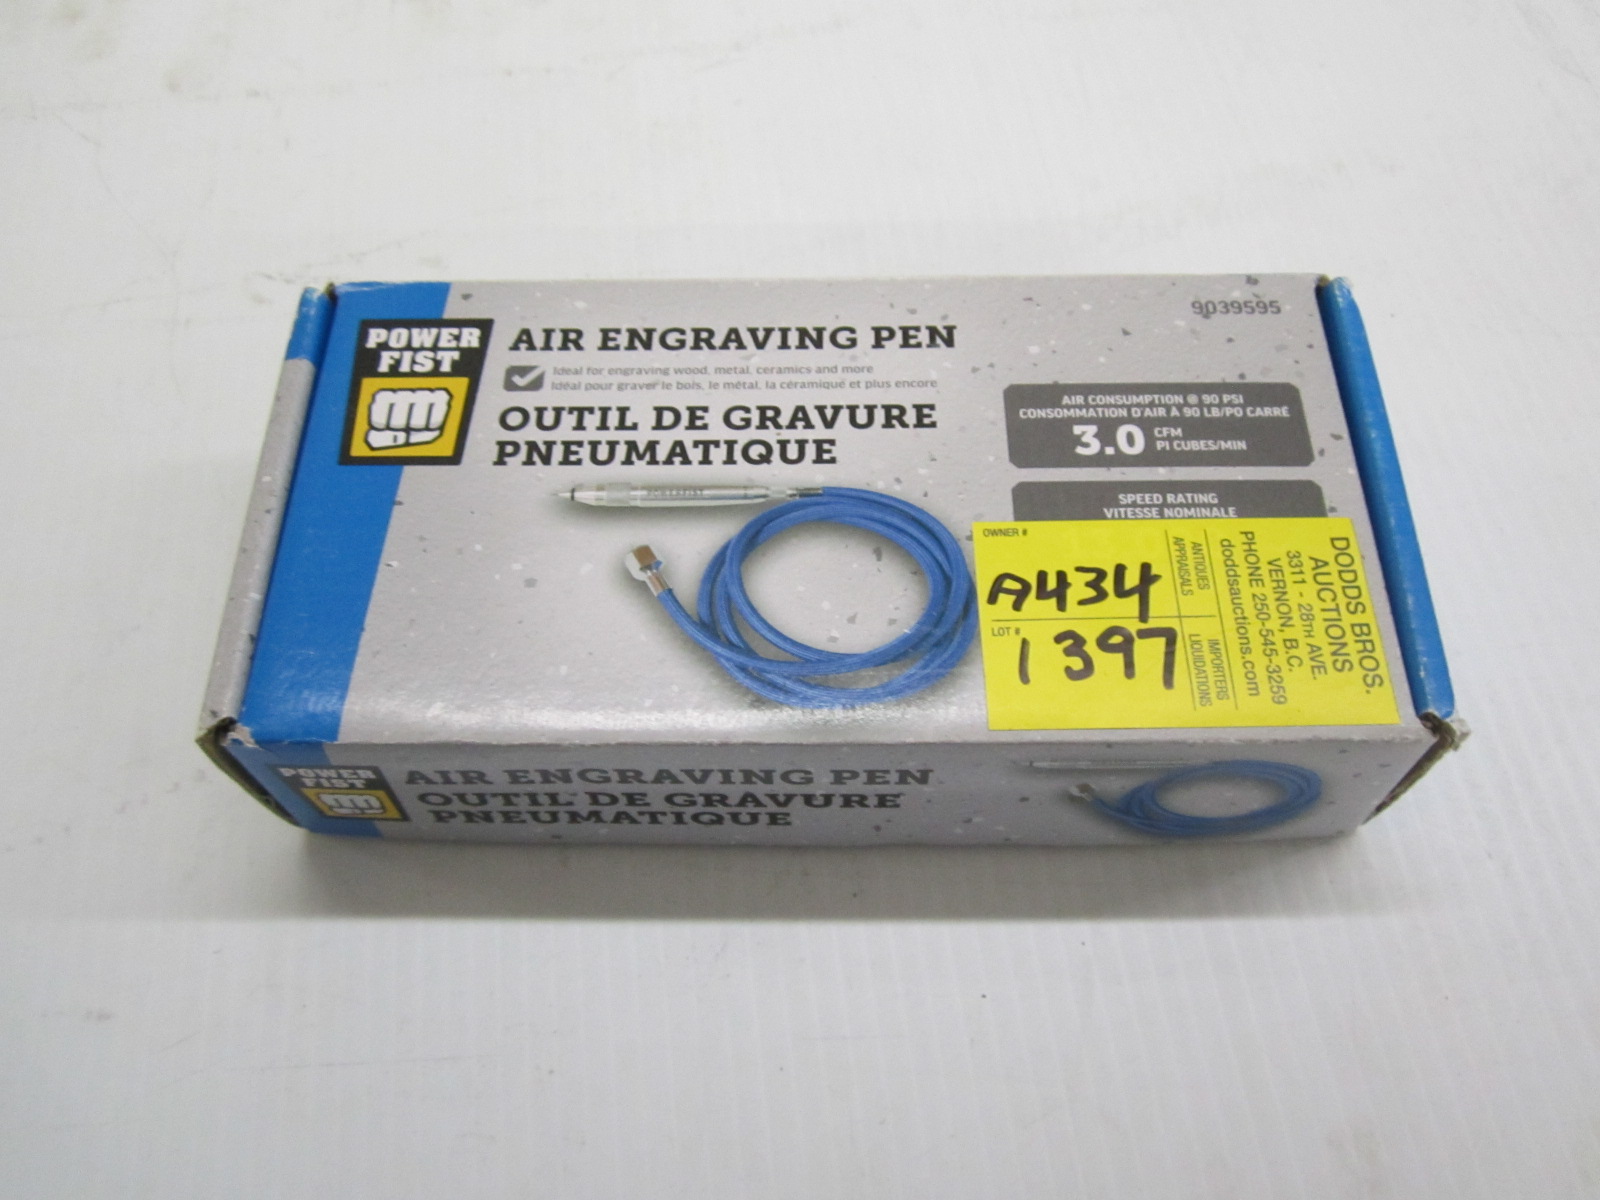 POWER
FIST
AIR ENGRAVING PEN
Ideal for engraving wood, metal, ceramics and more
Idéal pour graver le bois, le métal, la céramique et plus encore
OUTIL DE GRAVURE
PNEUMATIQUE
9039595
AIR CONSUMPTION @ 90 PSI
CONSOMMATION D'AIR À 90 LB/PO CARRÉ
3.0 CFM
PI CUBES/MIN
SPEED RATING
VITESSE NOMINALE
POWERFIST
OWNER #
A434
LOT #
1397
DODDS BROS.
AUCTIONS
3311 - 28TH AVE.
VERNON, B.C.
PHONE 250-545-3259
doddsauctions.com
ANTIQUES
APPRAISALS
IMPORTERS
LIQUIDATIONS
POWER
FIST
AIR ENGRAVING PEN
OUTIL DE GRAVURE
PNEUMATIQUE